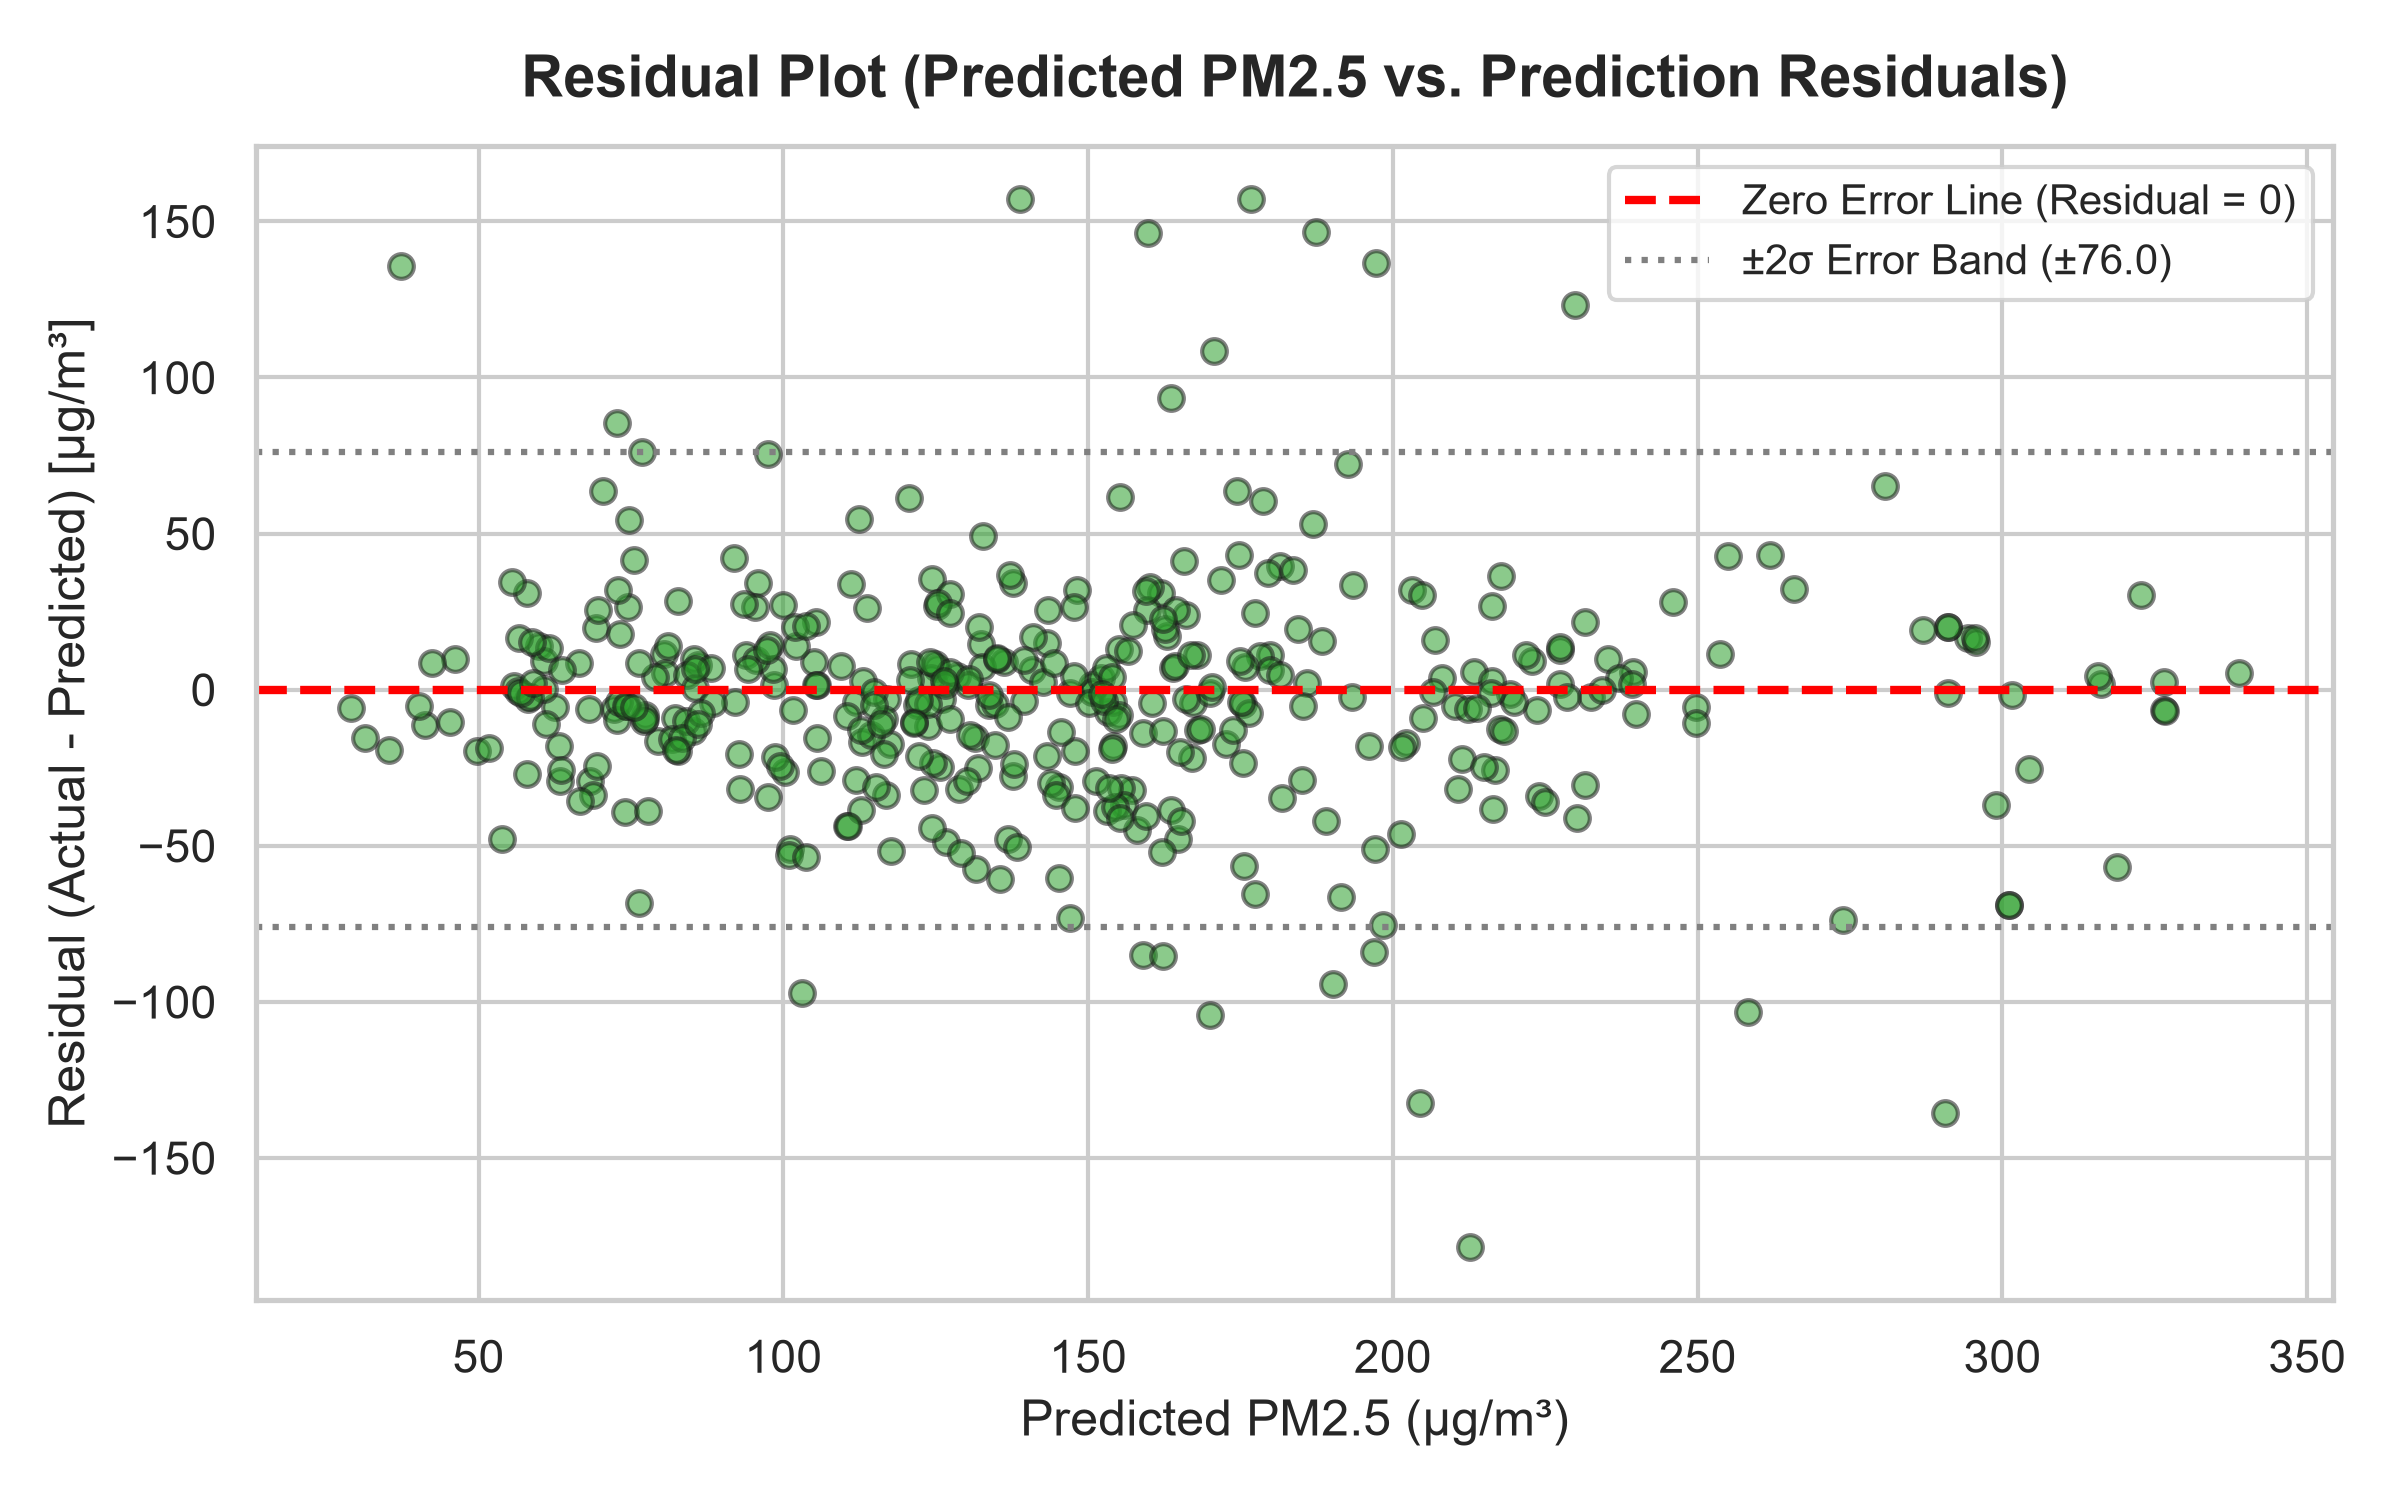 Residual Plot (Predicted PM2.5 vs. Prediction Residuals)
Zero Error Line (Residual = 0)
±2σ Error Band (±76.0)
Residual (Actual - Predicted) [µg/m³]
150
100
50
0
−50
−100
−150
50 100 150 200 250 300 350
Predicted PM2.5 (µg/m³)